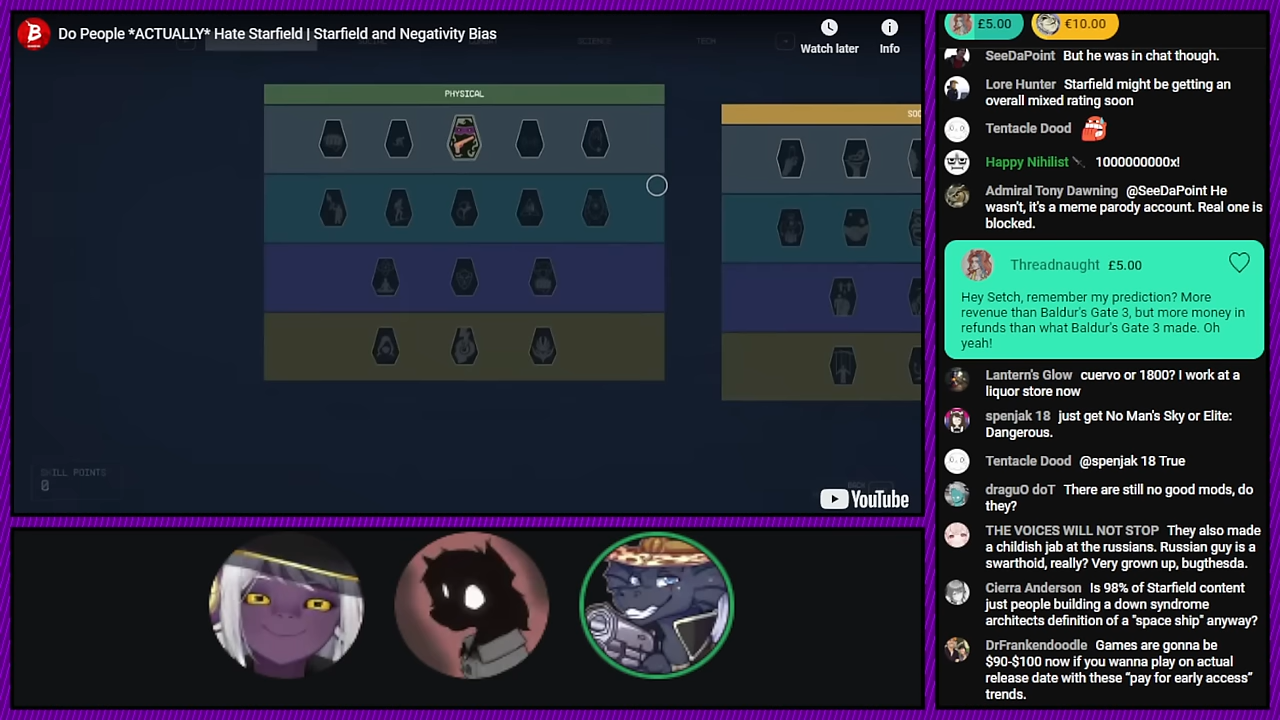 Do People *ACTUALLY* Hate Starfield | Starfield and Negativity Bias
Watch later
Info
SCIENCE
TECH
PHYSICAL
SOC
SKILL POINTS
0
BACK
YouTube
£5.00
€10.00
SeeDaPoint But he was in chat though.
Lore Hunter Starfield might be getting an
overall mixed rating soon
Tentacle Dood
Happy Nihilist 1000000000x!
Admiral Tony Dawning @SeeDaPoint He
wasn't, it's a meme parody account. Real one is
blocked.
Threadnaught £5.00
Hey Setch, remember my prediction? More
revenue than Baldur's Gate 3, but more money in
refunds than what Baldur's Gate 3 made. Oh
yeah!
Lantern's Glow cuervo or 1800? I work at a
liquor store now
spenjak 18 just get No Man's Sky or Elite:
Dangerous.
Tentacle Dood @spenjak 18 True
draguO doT There are still no good mods, do
they?
THE VOICES WILL NOT STOP They also made
a childish jab at the russians. Russian guy is a
swarthoid, really? Very grown up, bugthesda.
Cierra Anderson Is 98% of Starfield content
just people building a down syndrome
architects definition of a "space ship" anyway?
DrFrankendoodle Games are gonna be
$90-$100 now if you wanna play on actual
release date with these “pay for early access”
trends.